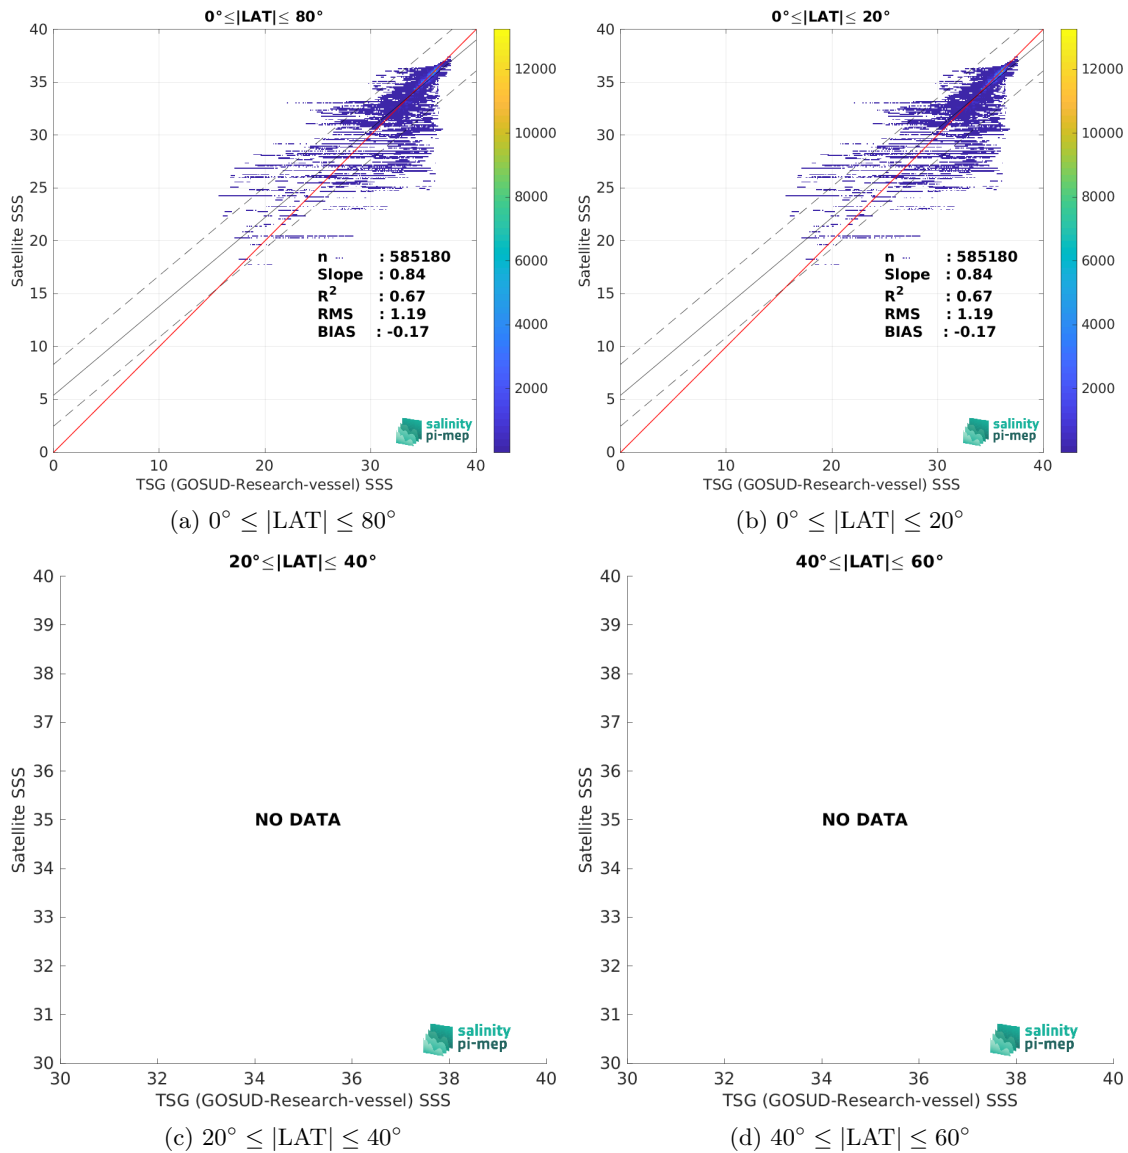 0°≤|LAT|≤ 80°
40
35
30
25
20
15
10
5
0
Satellite SSS
n : 585180
Slope : 0.84
R2 : 0.67
RMS : 1.19
BIAS : -0.17
salinity
pi-mep
0 10 20 30 40
TSG (GOSUD-Research-vessel) SSS
12000
10000
8000
6000
4000
2000
(a) 0° ≤ |LAT| ≤ 80°
0°≤|LAT|≤ 20°
40
35
30
25
20
15
10
5
0
Satellite SSS
n : 585180
Slope : 0.84
R2 : 0.67
RMS : 1.19
BIAS : -0.17
salinity
pi-mep
0 10 20 30 40
TSG (GOSUD-Research-vessel) SSS
12000
10000
8000
6000
4000
2000
(b) 0° ≤ |LAT| ≤ 20°
20°≤|LAT|≤ 40°
40
39
38
37
36
35
34
33
32
31
30
Satellite SSS
NO DATA
salinity
pi-mep
30 32 34 36 38 40
TSG (GOSUD-Research-vessel) SSS
(c) 20° ≤ |LAT| ≤ 40°
40°≤|LAT|≤ 60°
40
39
38
37
36
35
34
33
32
31
30
Satellite SSS
NO DATA
salinity
pi-mep
30 32 34 36 38 40
TSG (GOSUD-Research-vessel) SSS
(d) 40° ≤ |LAT| ≤ 60°